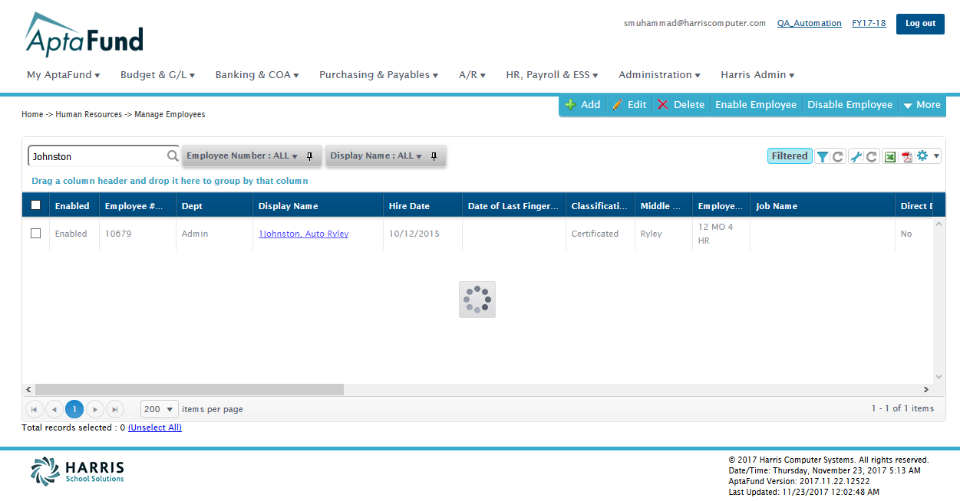 AptaFund
smuhammad@harriscomputer.com QA_Automation FY17-18 Log out
My AptaFund Budget & G/L Banking & COA Purchasing & Payables A/R HR, Payroll & ESS Administration Harris Admin
Add Edit Delete Enable Employee Disable Employee More
Home -> Human Resources -> Manage Employees
Johnston Employee Number : ALL Display Name : ALL Filtered
Drag a column header and drop it here to group by that column
Enabled Employee #... Dept Display Name Hire Date Date of Last Finger... Classificati... Middle ... Employe... Job Name Direct D
Enabled 10679 Admin 1Johnston, Auto Ryley 10/12/2015 Certificated Ryley 12 MO 4 No
HR
1 200 items per page 1 - 1 of 1 items
Total records selected : 0 (Unselect All)
HARRIS
School Solutions
© 2017 Harris Computer Systems. All rights reserved.
Date/Time: Thursday, November 23, 2017 5:13 AM
AptaFund Version: 2017.11.22.12522
Last Updated: 11/23/2017 12:02:48 AM